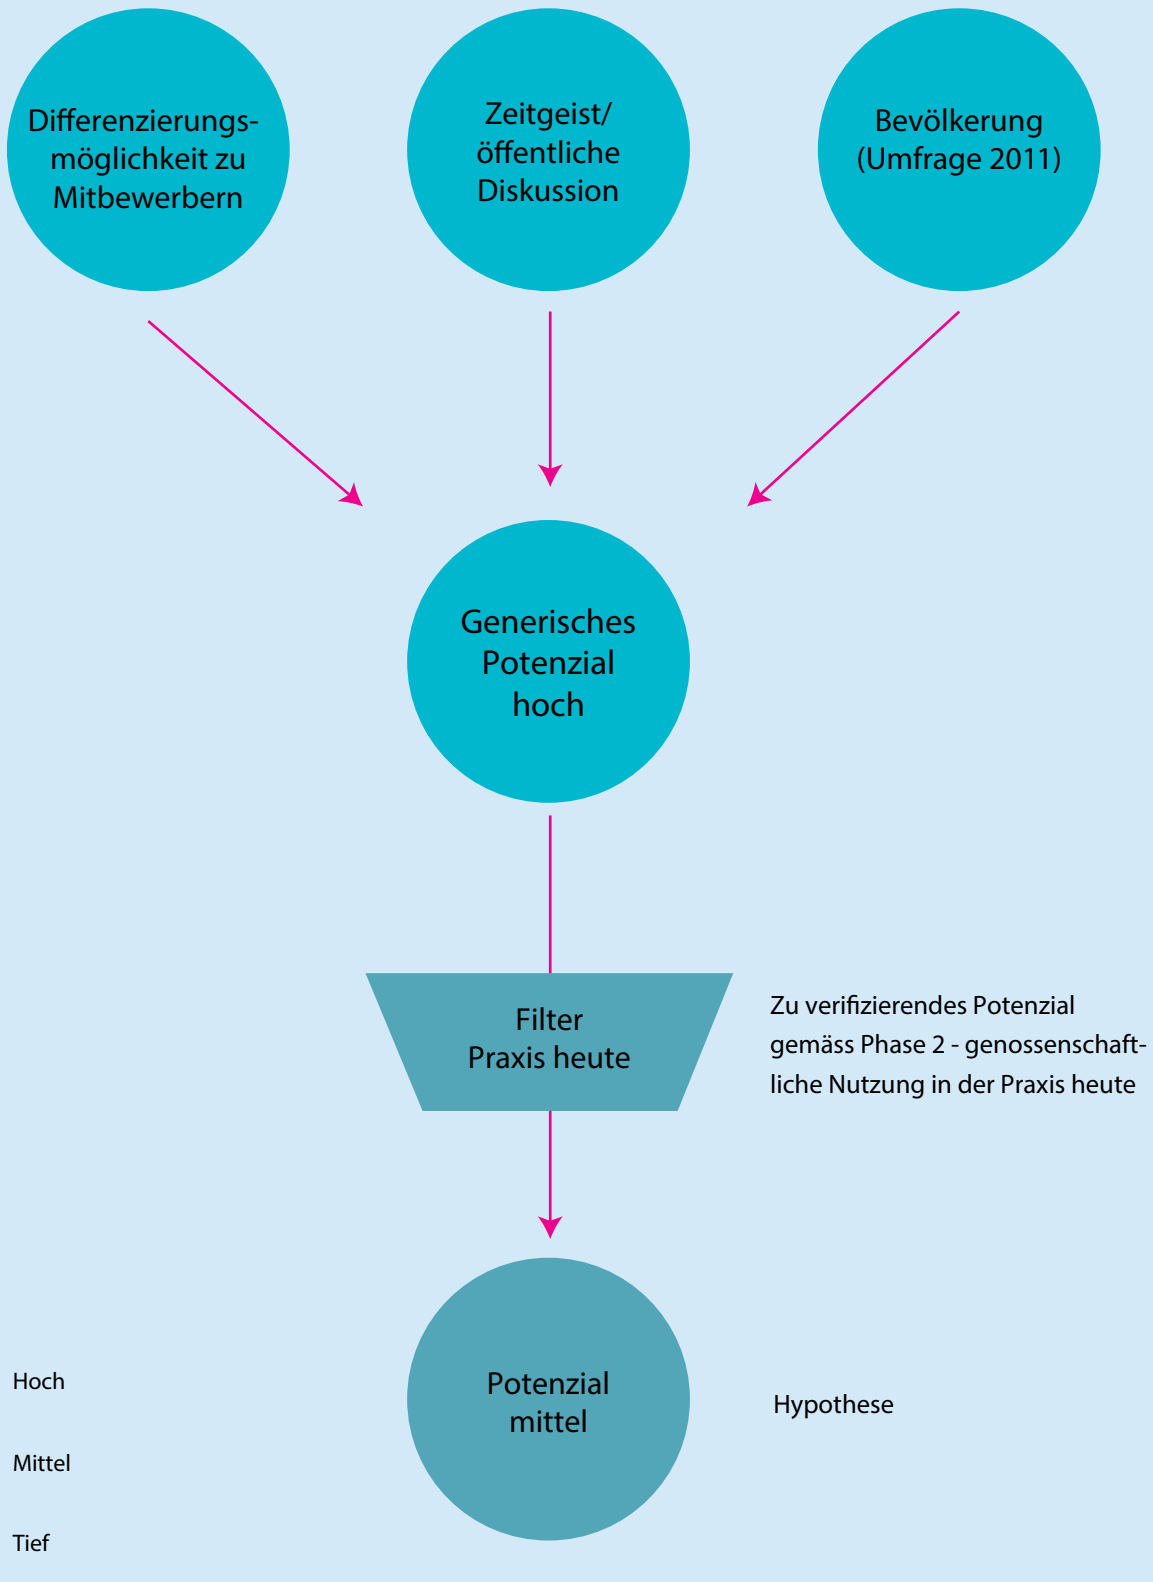 Differenzierungs-
möglichkeit zu
Mitbewerbern
Zeitgeist/
öffentliche
Diskussion
Bevölkerung
(Umfrage 2011)
Generisches
Potenzial
hoch
Filter
Praxis heute
Zu verifizierendes Potenzial
gemäss Phase 2 - genossenschaft-
liche Nutzung in der Praxis heute
Potenzial
mittel
Hypothese
Hoch
Mittel
Tief